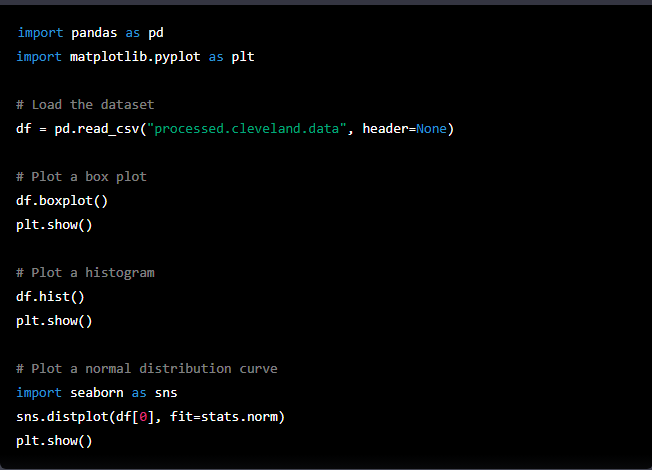 import pandas as pd
import matplotlib.pyplot as plt
# Load the dataset
df = pd.read_csv("processed.cleveland.data", header=None)
# Plot a box plot
df.boxplot()
plt.show()
# Plot a histogram
df.hist()
plt.show()
# Plot a normal distribution curve
import seaborn as sns
sns.distplot(df[0], fit=stats.norm)
plt.show()